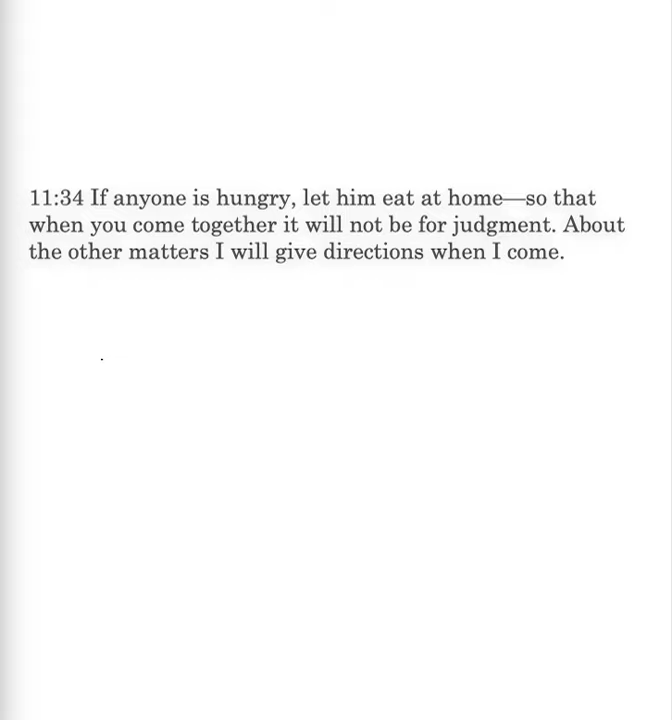 11:34 If anyone is hungry, let him eat at home—so that
when you come together it will not be for judgment. About
the other matters I will give directions when I come.